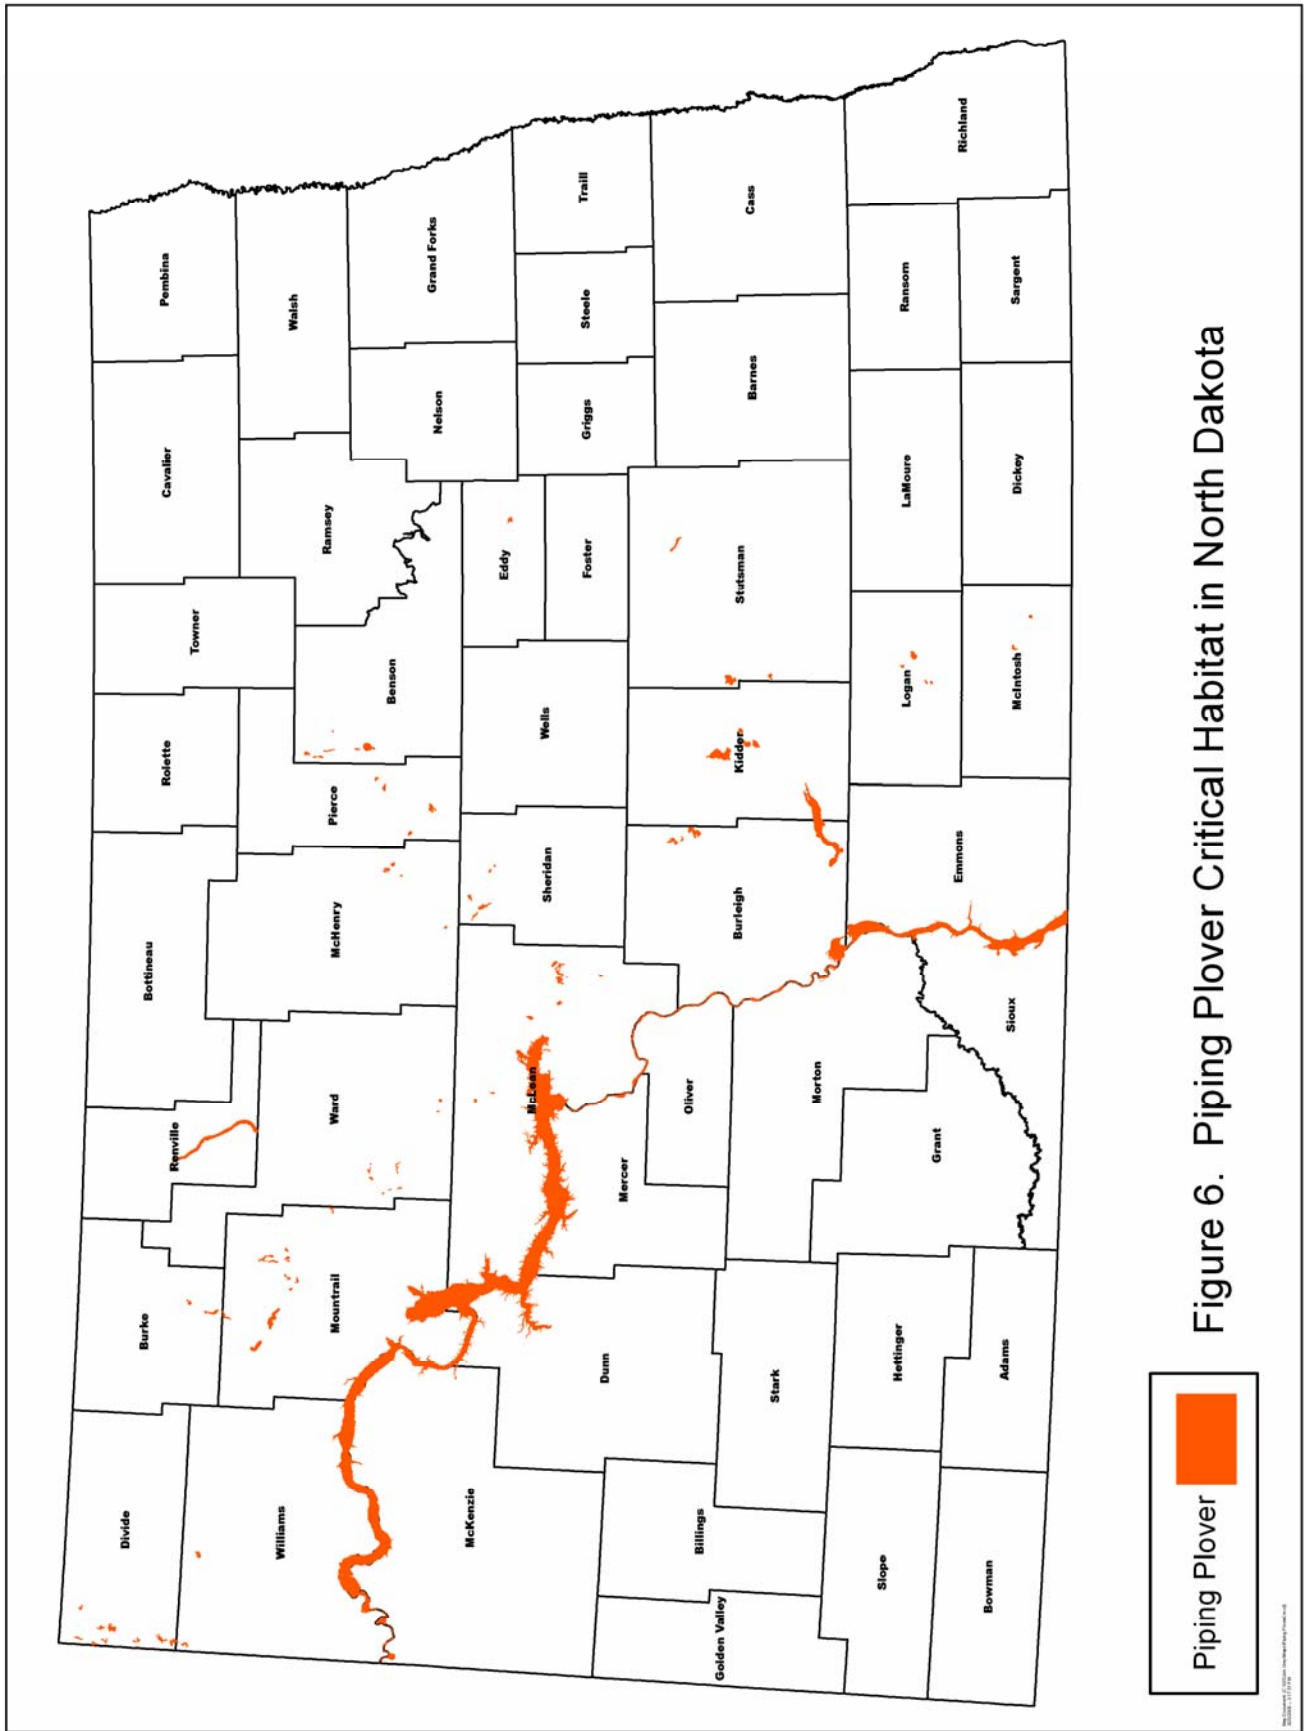 Divide
Burke
Renville
Bottineau
Rolette
Towner
Cavalier
Pembina
Williams
Mountrail
Ward
McHenry
Pierce
Benson
Ramsey
Walsh
Nelson
Grand Forks
McKenzie
McLean
Sheridan
Wells
Eddy
Foster
Griggs
Steele
Traill
Dunn
Mercer
Oliver
Burleigh
Kidder
Stutsman
Barnes
Cass
Golden Valley
Billings
Stark
Morton
Slope
Hettinger
Grant
Emmons
Logan
LaMoure
Ransom
Richland
Bowman
Adams
Sioux
McIntosh
Dickey
Sargent
Piping Plover
Figure 6. Piping Plover Critical Habitat in North Dakota